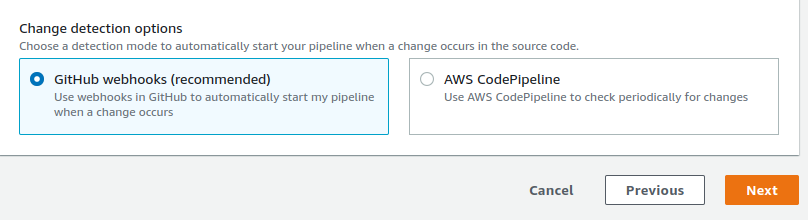 Change detection options
Choose a detection mode to automatically start your pipeline when a change occurs in the source code.
GitHub webhooks (recommended)
Use webhooks in GitHub to automatically start my pipeline
when a change occurs
AWS CodePipeline
Use AWS CodePipeline to check periodically for changes
Cancel
Previous
Next